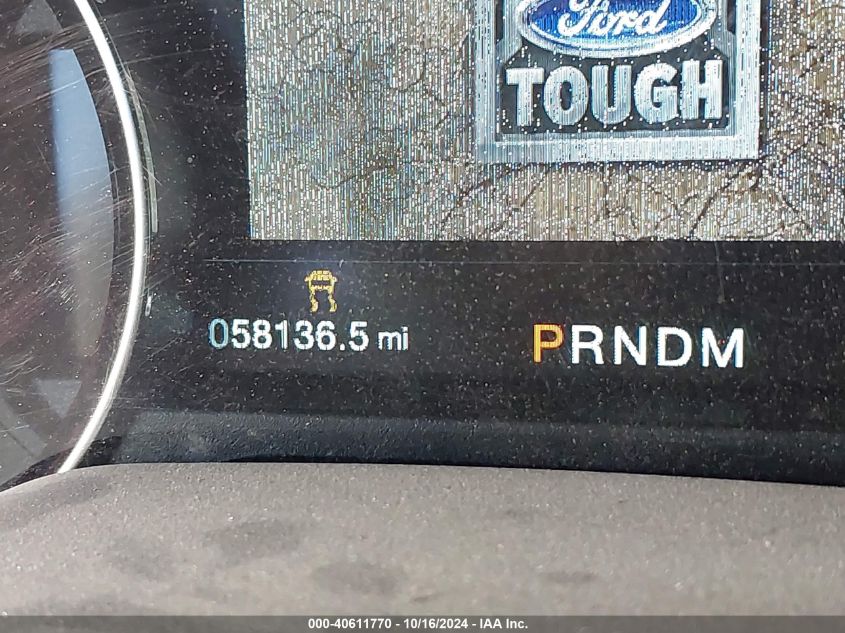 Ford
TOUGH
058136.5 mi
PRNDM
000-40611770 - 10/16/2024 - IAA Inc.